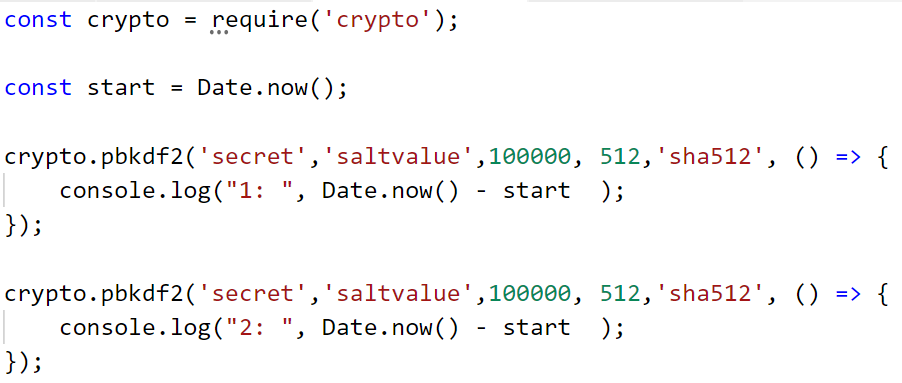 const crypto = require('crypto');
const start = Date.now();
crypto.pbkdf2('secret','saltvalue',100000, 512,'sha512', () => {
    console.log("1: ", Date.now() - start  );
});
crypto.pbkdf2('secret','saltvalue',100000, 512,'sha512', () => {
    console.log("2: ", Date.now() - start  );
});